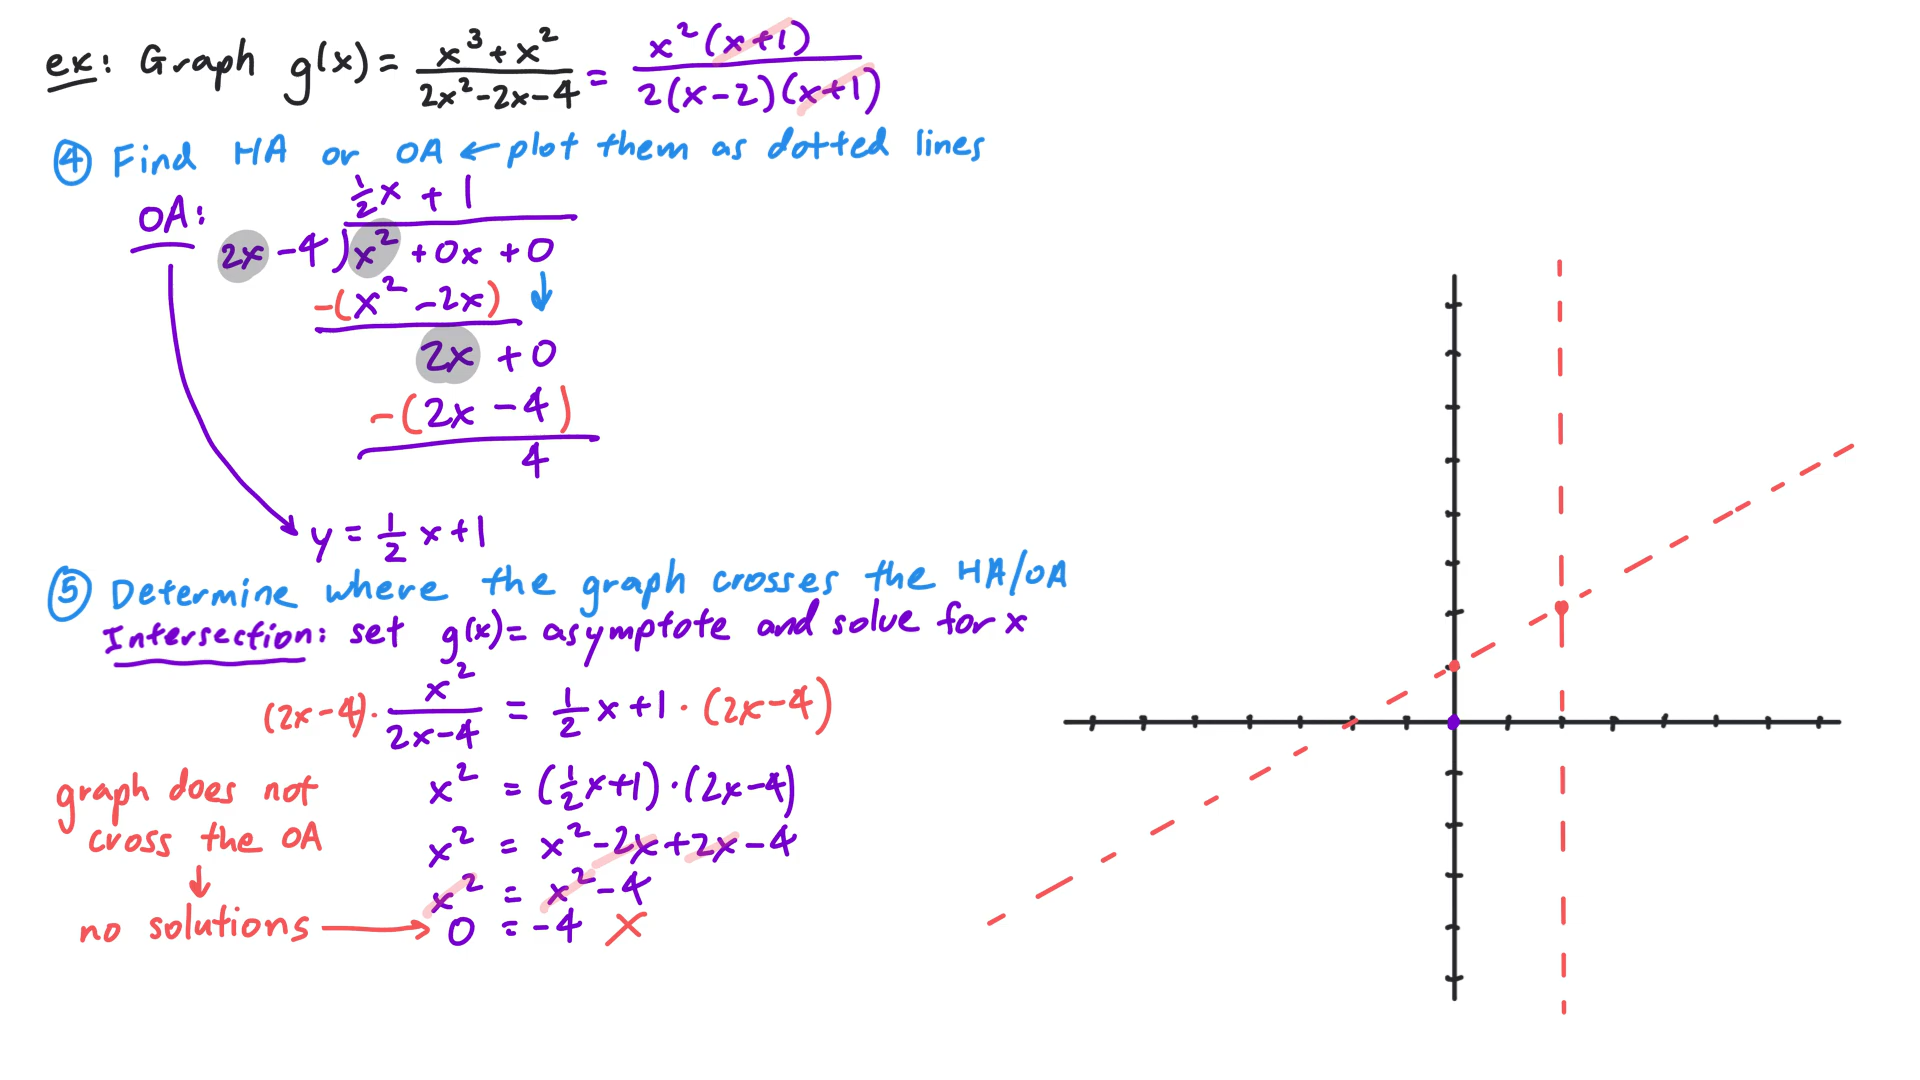 ex: Graph g(x) = x³+x² / 2x²-2x-4 = x²(x+1) / 2(x-2)(x+1)
④ Find HA or OA ← plot them as dotted lines
½x + 1
OA: 2x - 4 ) x² + 0x + 0
-(x² - 2x) ↓
2x + 0
-(2x - 4)
4
y = ½x + 1
⑤ Determine where the graph crosses the HA/OA
Intersection: set g(x) = asymptote and solve for x
(2x-4) · x² / 2x-4 = ½x+1 · (2x-4)
x² = (½x+1)·(2x-4)
x² = x² - 2x + 2x - 4
x² = x² - 4
0 = -4 ✗
graph does not
cross the OA
↓
no solutions →